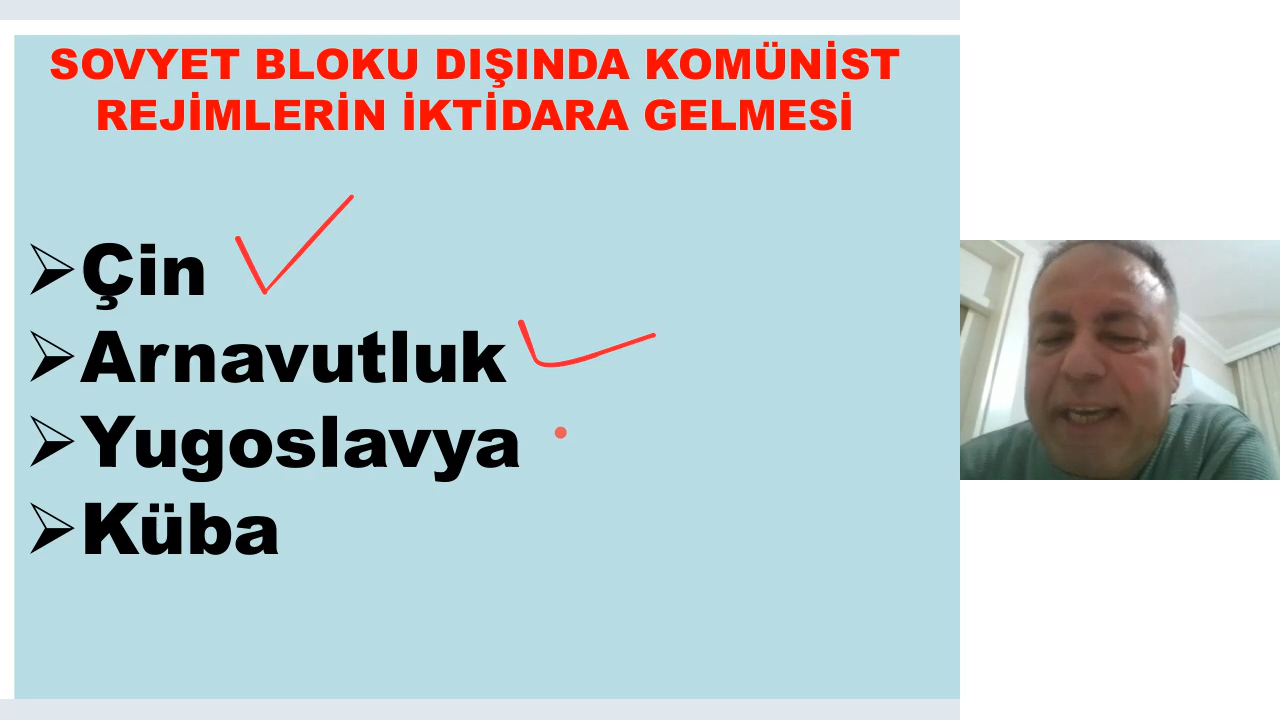 SOVYET BLOKU DIŞINDA KOMÜNİST
REJİMLERİN İKTİDARA GELMESİ
Çin
Arnavutluk
Yugoslavya
Küba